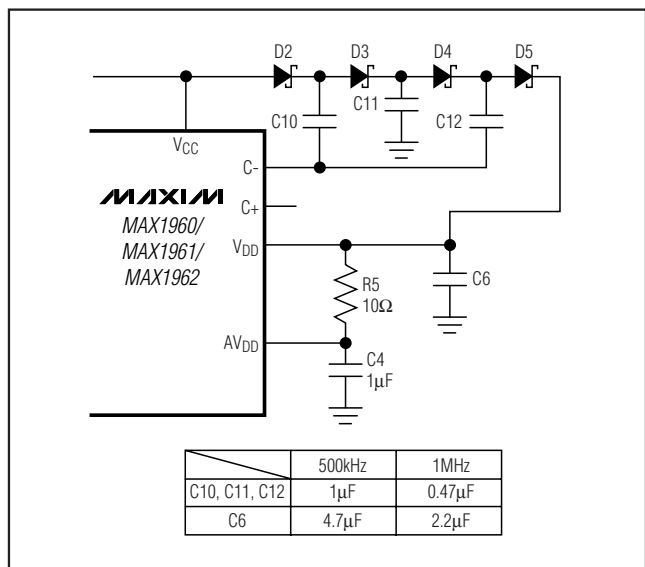 D2 D3 D4 D5
C10 C11 C12
VCC
C-
MAXIM
C+
MAX1960/
MAX1961/
MAX1962
VDD
R5
10Ω
C6
AVDD
C4
1μF
500kHz 1MHz
C10, C11, C12 1μF 0.47μF
C6 4.7μF 2.2μF